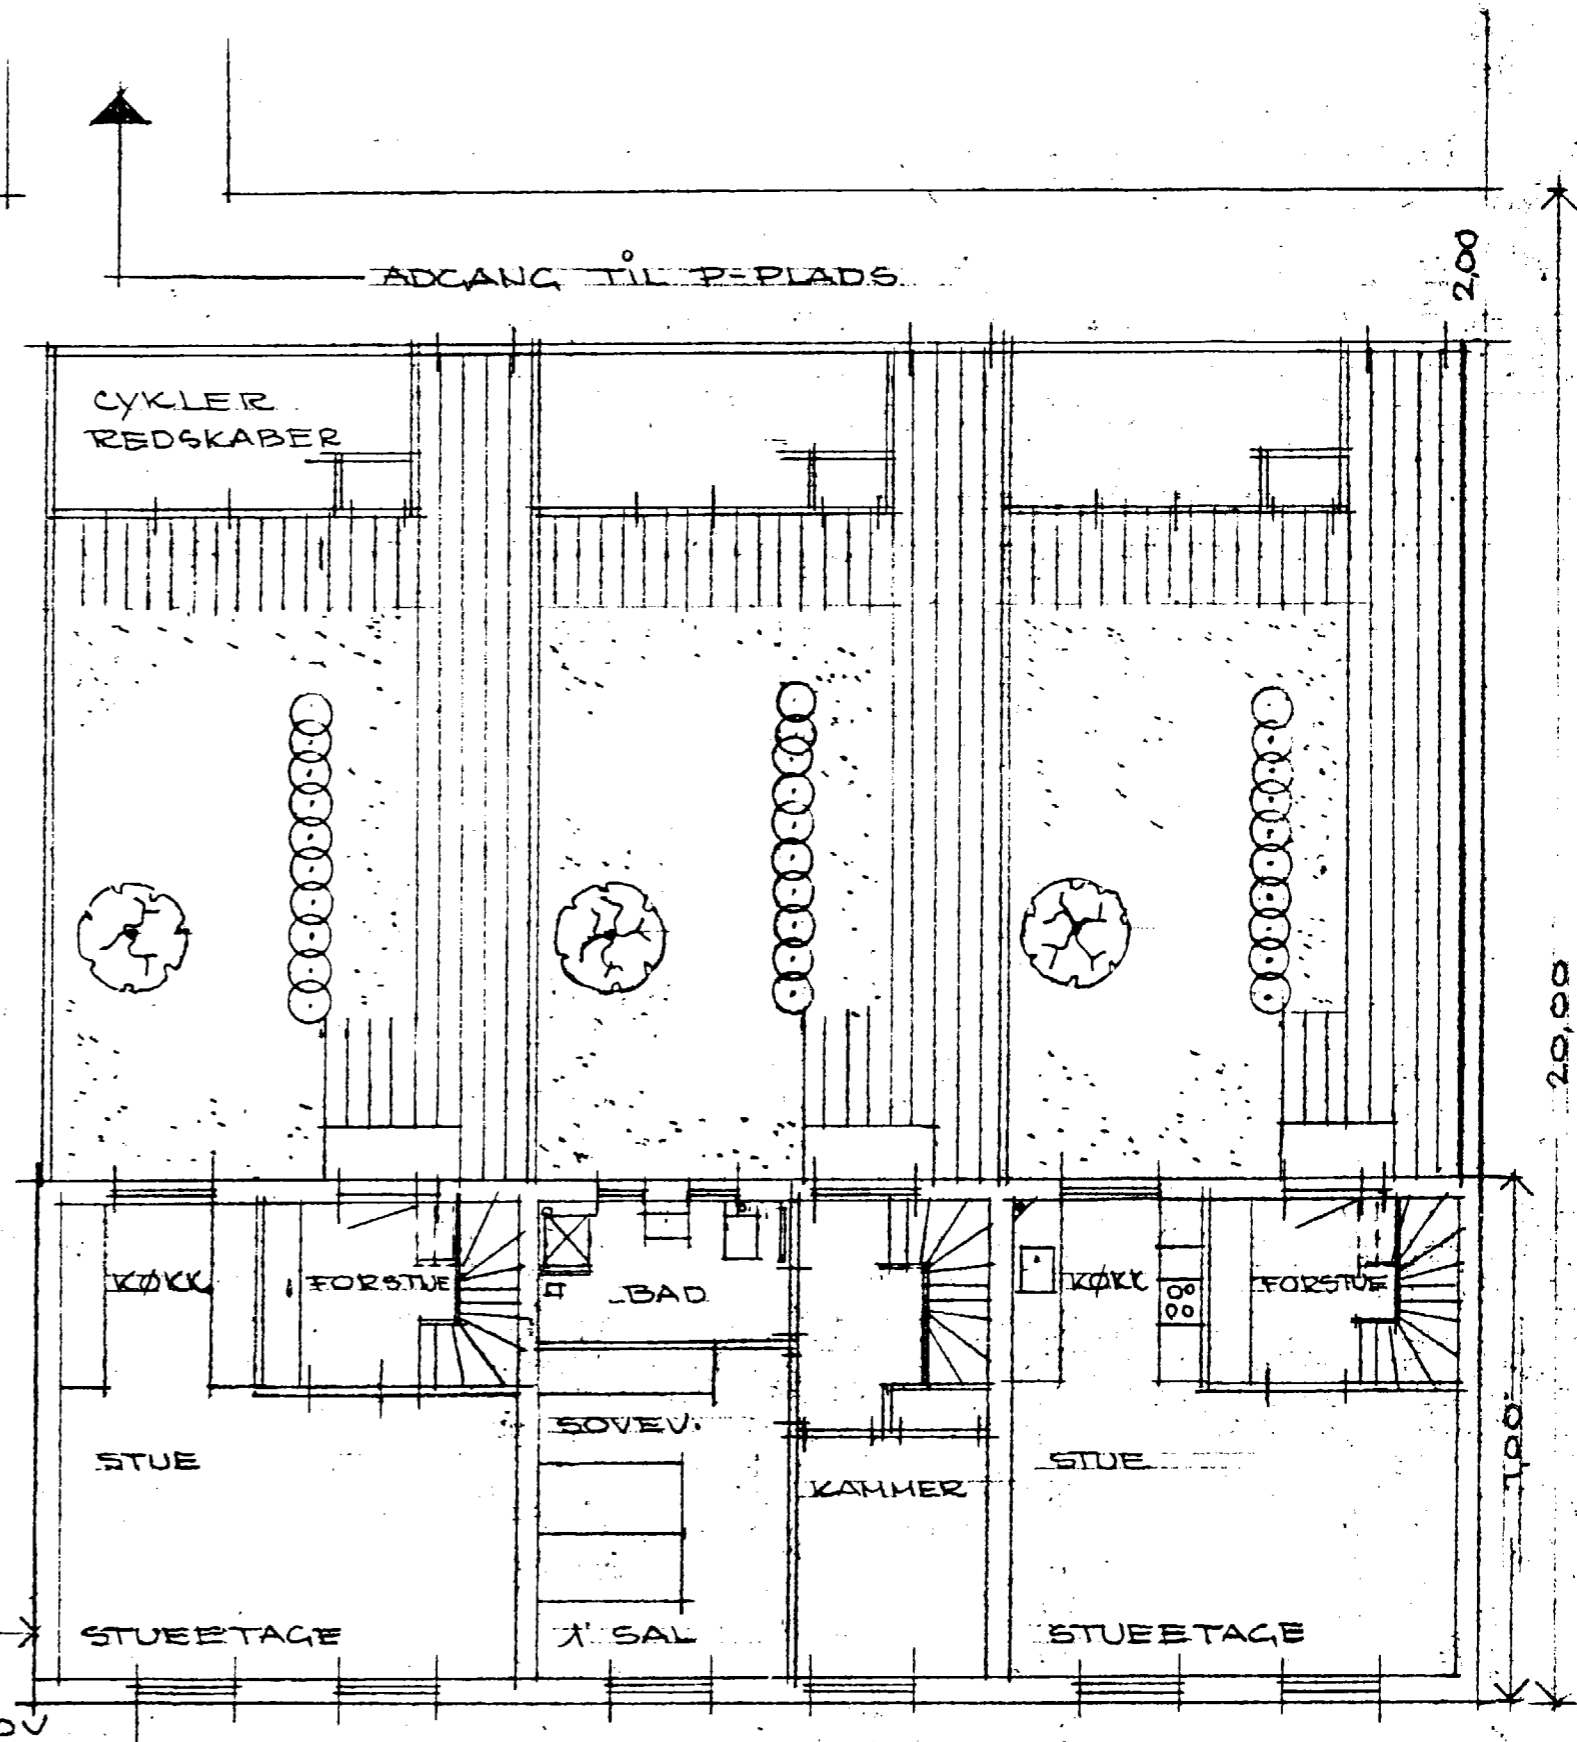 2,00
ADGANG TIL P-PLADS
CYKLER
REDSKABER
20,00
KØKK
FORSTUE
BAD
KØKK
FORSTUE
SOVEV.
STUE
KAMMER
STUE
7,00
STUEETAGE
1' SAL
STUEETAGE
OV